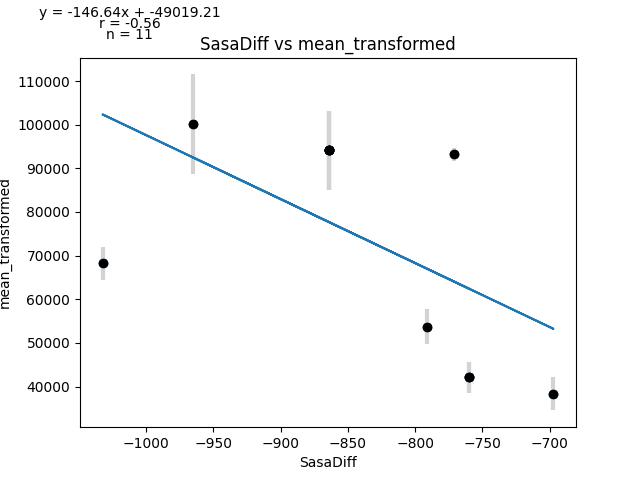 y = -146.64x + -49019.21
r = -0.56
n = 11
SasaDiff vs mean_transformed
110000
100000
90000
80000
70000
60000
50000
40000
mean_transformed
−1000
−950
−900
−850
−800
−750
−700
SasaDiff